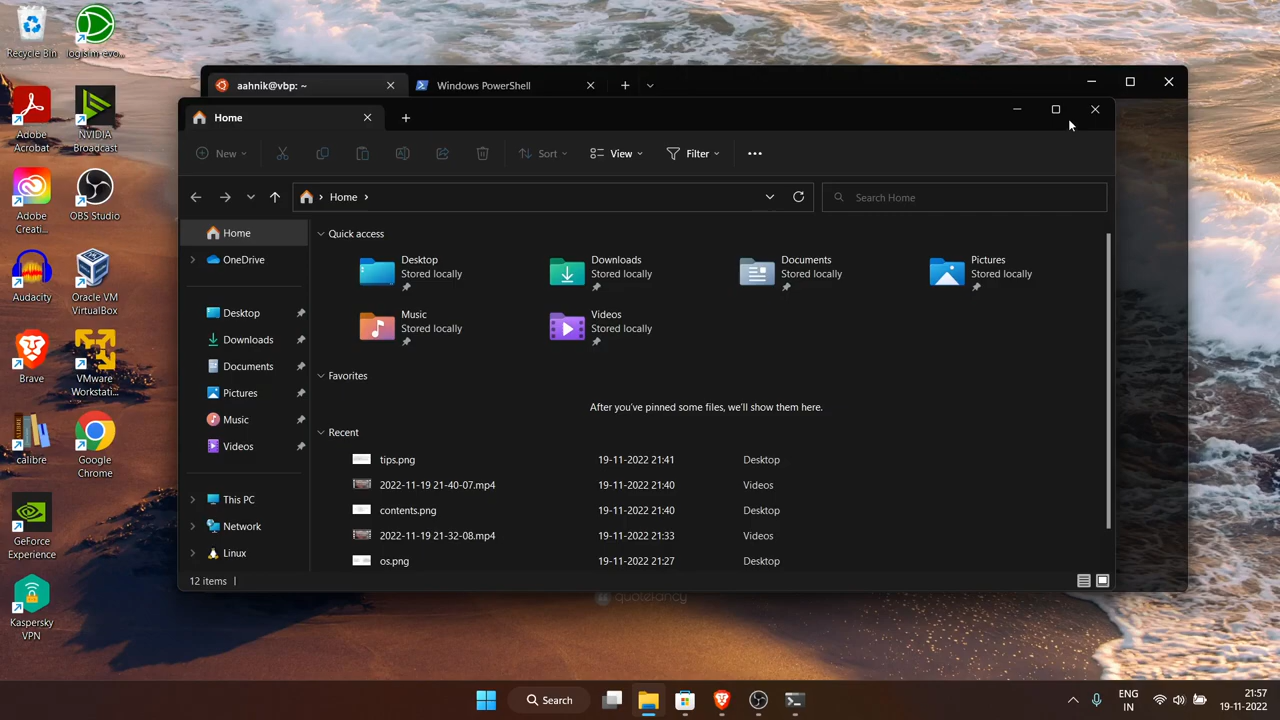 Recycle Bin
logisim-evo...
Adobe Acrobat
NVIDIA Broadcast
Adobe Creati...
OBS Studio
Audacity
Oracle VM VirtualBox
Brave
VMware Workstati...
calibre
Google Chrome
GeForce Experience
Kaspersky VPN
aahnik@vbp: ~
Windows PowerShell
Home
New
Sort
View
Filter
Home
Search Home
Home
OneDrive
Desktop
Downloads
Documents
Pictures
Music
Videos
This PC
Network
Linux
Quick access
Desktop
Stored locally
Downloads
Stored locally
Documents
Stored locally
Pictures
Stored locally
Music
Stored locally
Videos
Stored locally
Favorites
After you've pinned some files, we'll show them here.
Recent
tips.png 19-11-2022 21:41 Desktop
2022-11-19 21-40-07.mp4 19-11-2022 21:40 Videos
contents.png 19-11-2022 21:40 Desktop
2022-11-19 21-32-08.mp4 19-11-2022 21:33 Videos
os.png 19-11-2022 21:27 Desktop
12 items
quotefancy
Search
ENG
IN
21:57
19-11-2022